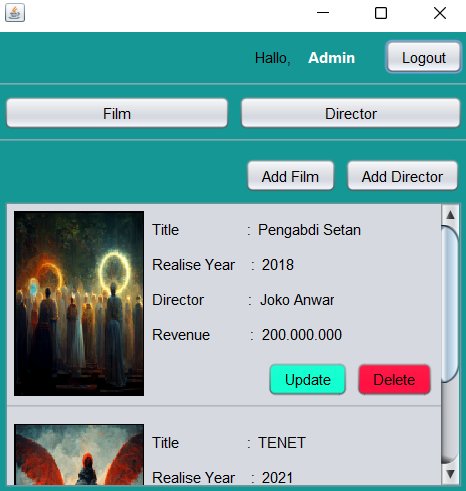 Hallo, Admin Logout
Film Director
Add Film Add Director
Title : Pengabdi Setan
Realise Year : 2018
Director : Joko Anwar
Revenue : 200.000.000
Update Delete
Title : TENET
Realise Year : 2021